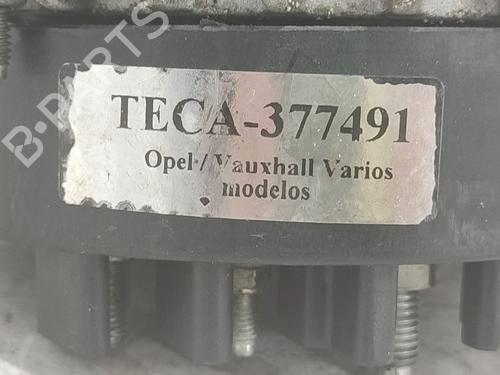 B-PARTS
TECA-377491
Opel / Vauxhall Varios
modelos